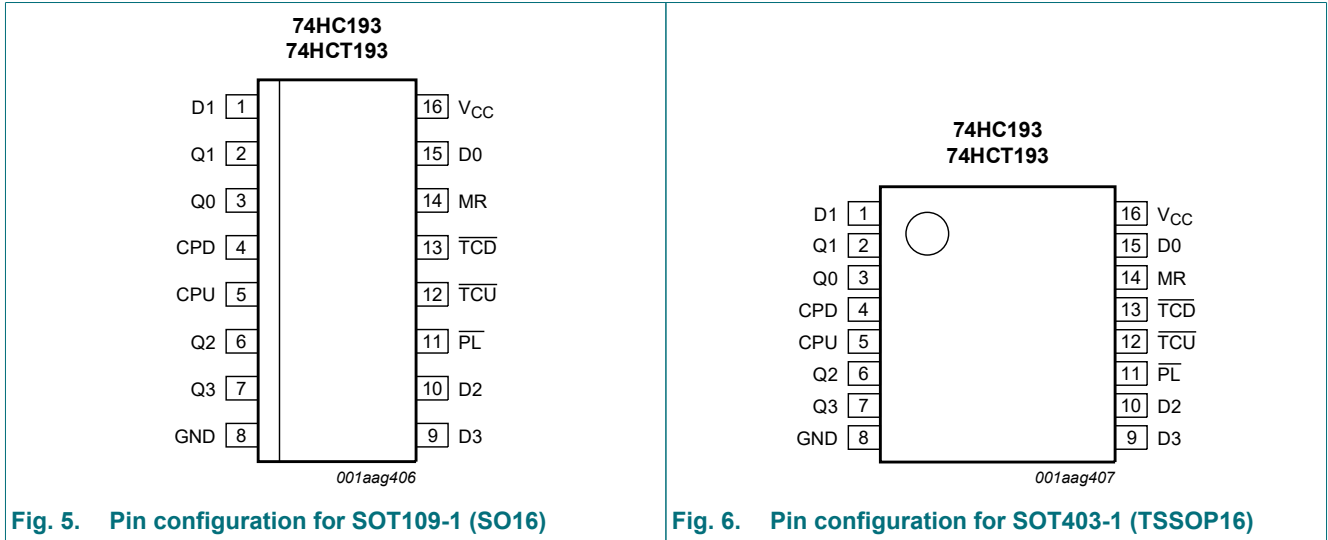 74HC193
74HCT193
D1 1 16 VCC
Q1 2 15 D0
Q0 3 14 MR
CPD 4 13 TCD
CPU 5 12 TCU
Q2 6 11 PL
Q3 7 10 D2
GND 8 9 D3
001aag406
Fig. 5. Pin configuration for SOT109-1 (SO16)
74HC193
74HCT193
D1 1 16 VCC
Q1 2 15 D0
Q0 3 14 MR
CPD 4 13 TCD
CPU 5 12 TCU
Q2 6 11 PL
Q3 7 10 D2
GND 8 9 D3
001aag407
Fig. 6. Pin configuration for SOT403-1 (TSSOP16)